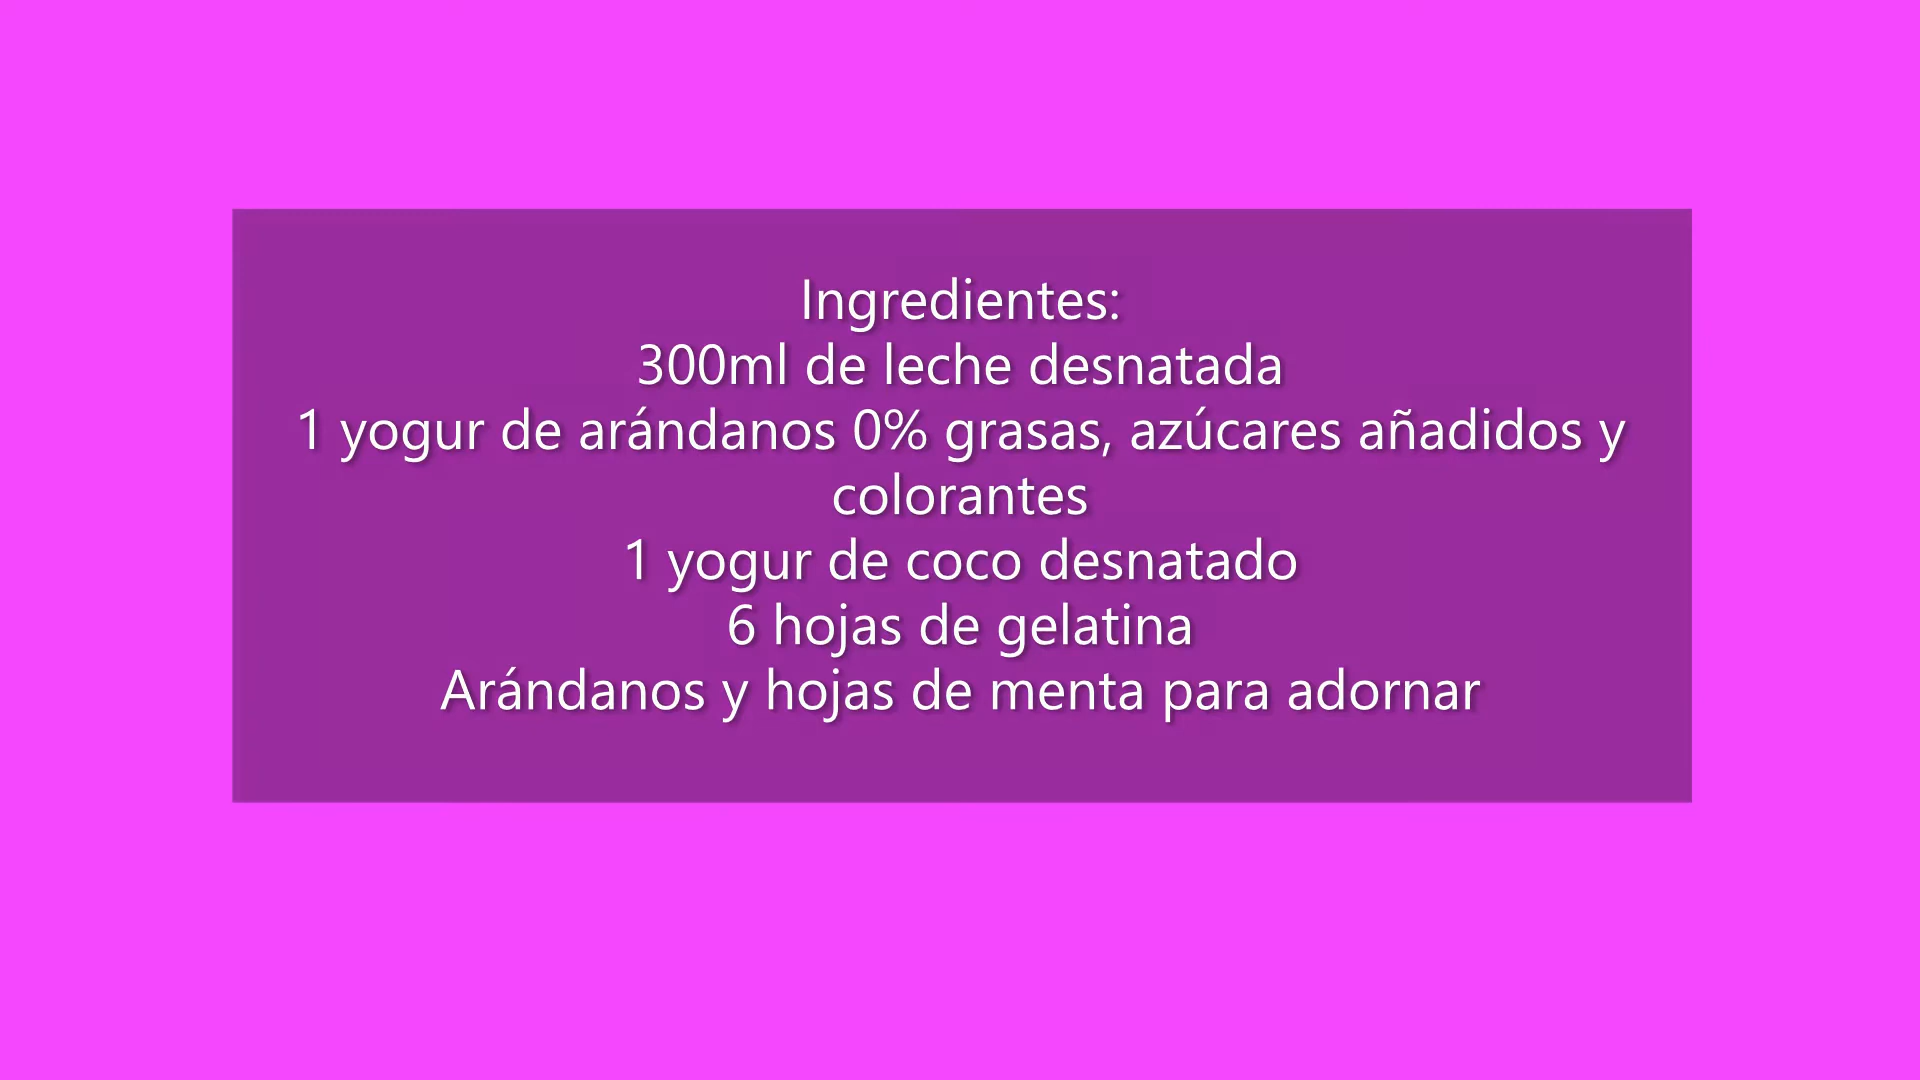 Ingredientes:
300ml de leche desnatada
1 yogur de arándanos 0% grasas, azúcares añadidos y
colorantes
1 yogur de coco desnatado
6 hojas de gelatina
Arándanos y hojas de menta para adornar